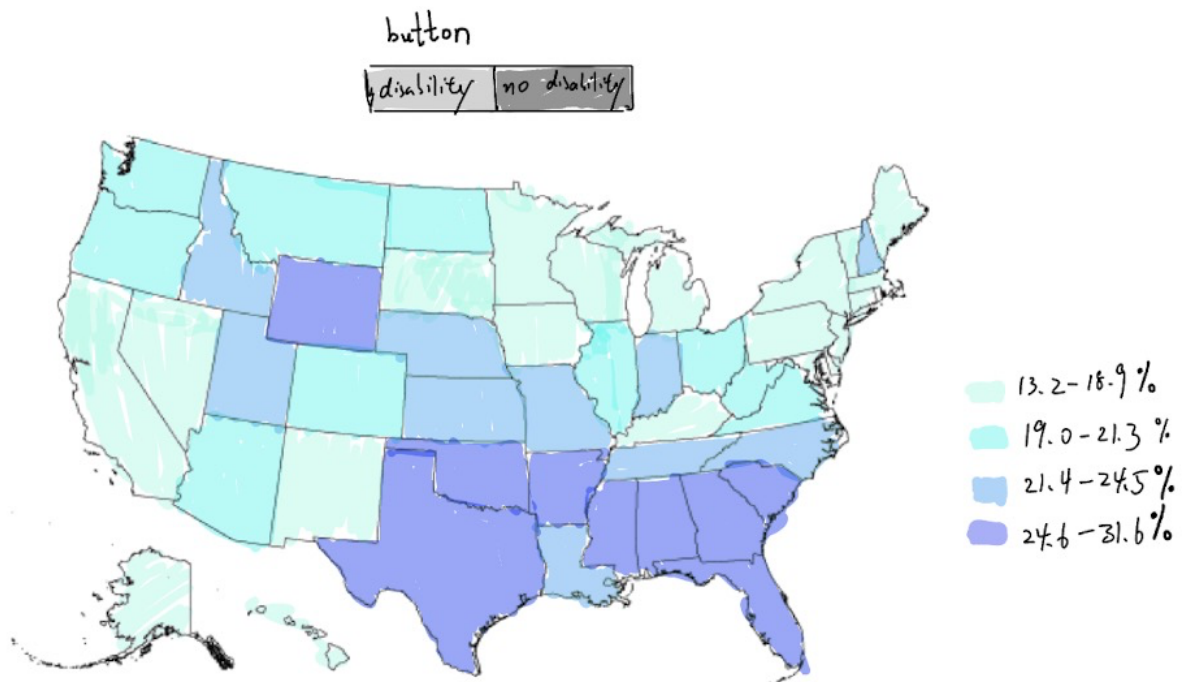 button
disability no disability
13.2-18.9%
19.0-21.3%
21.4-24.5%
24.6-31.6%